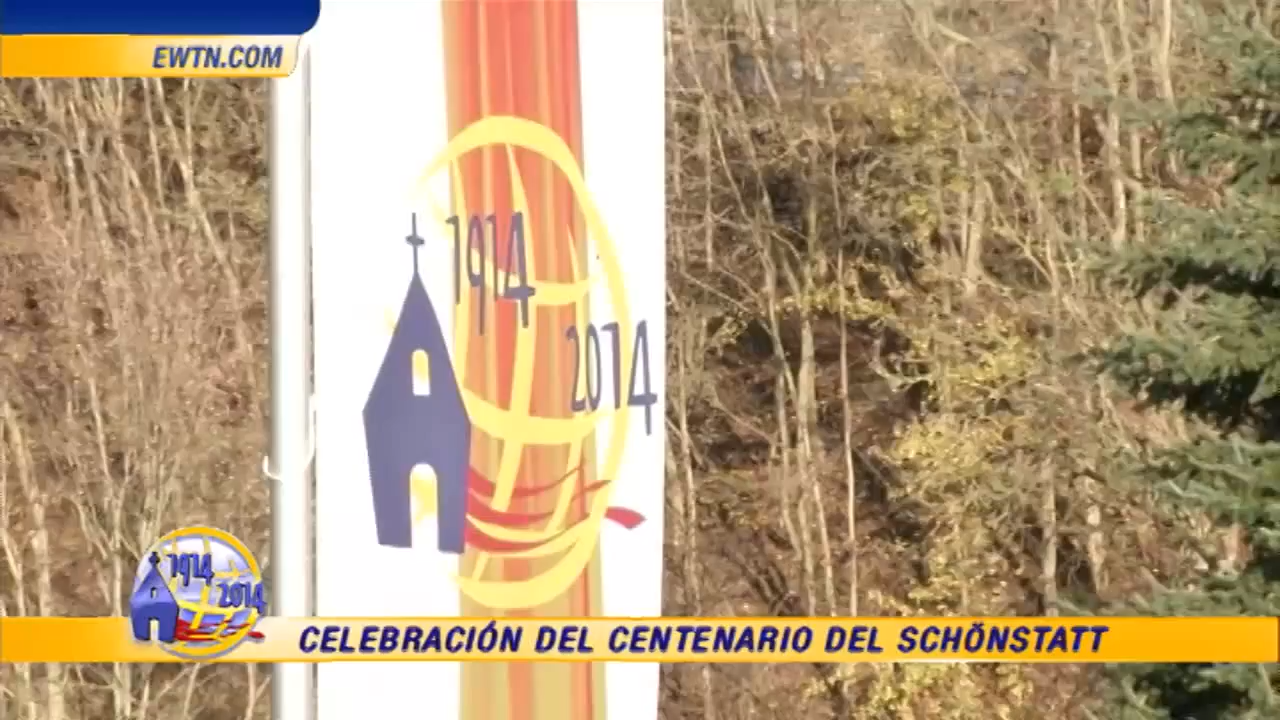 EWTN.COM
1914
2014
1914
2014
CELEBRACIÓN DEL CENTENARIO DEL SCHÖNSTATT